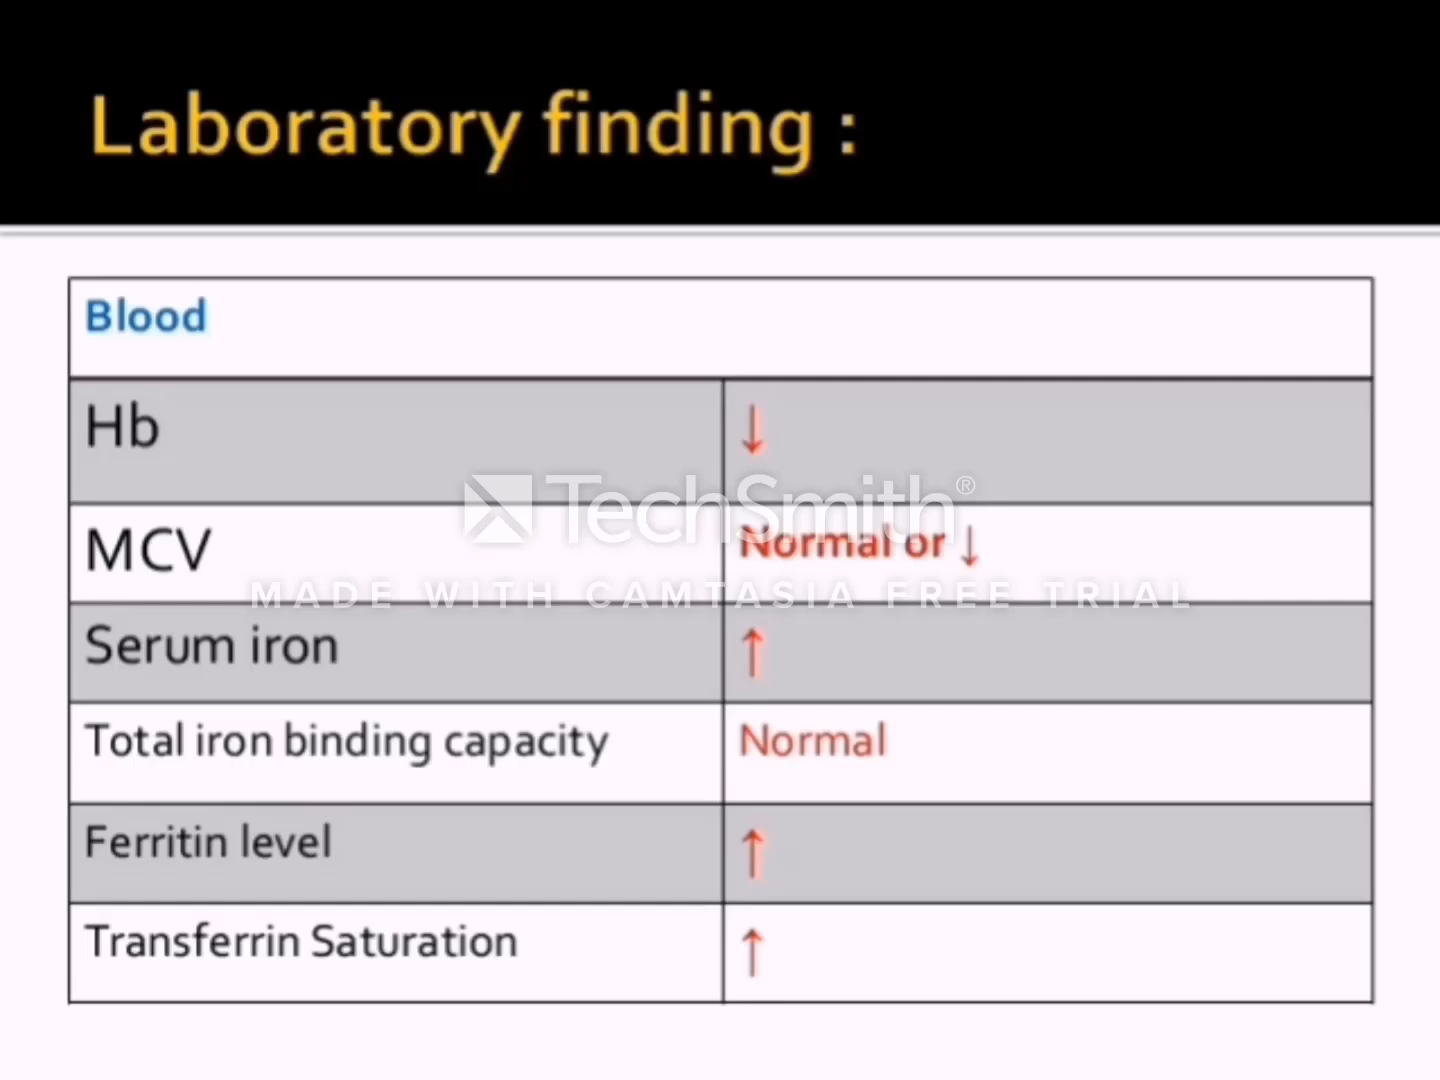 Laboratory finding :
Blood
Hb ↓
TechSmith®
MCV Normal or ↓
MADE WITH CAMTASIA FREE TRIAL
Serum iron ↑
Total iron binding capacity Normal
Ferritin level ↑
Transferrin Saturation ↑